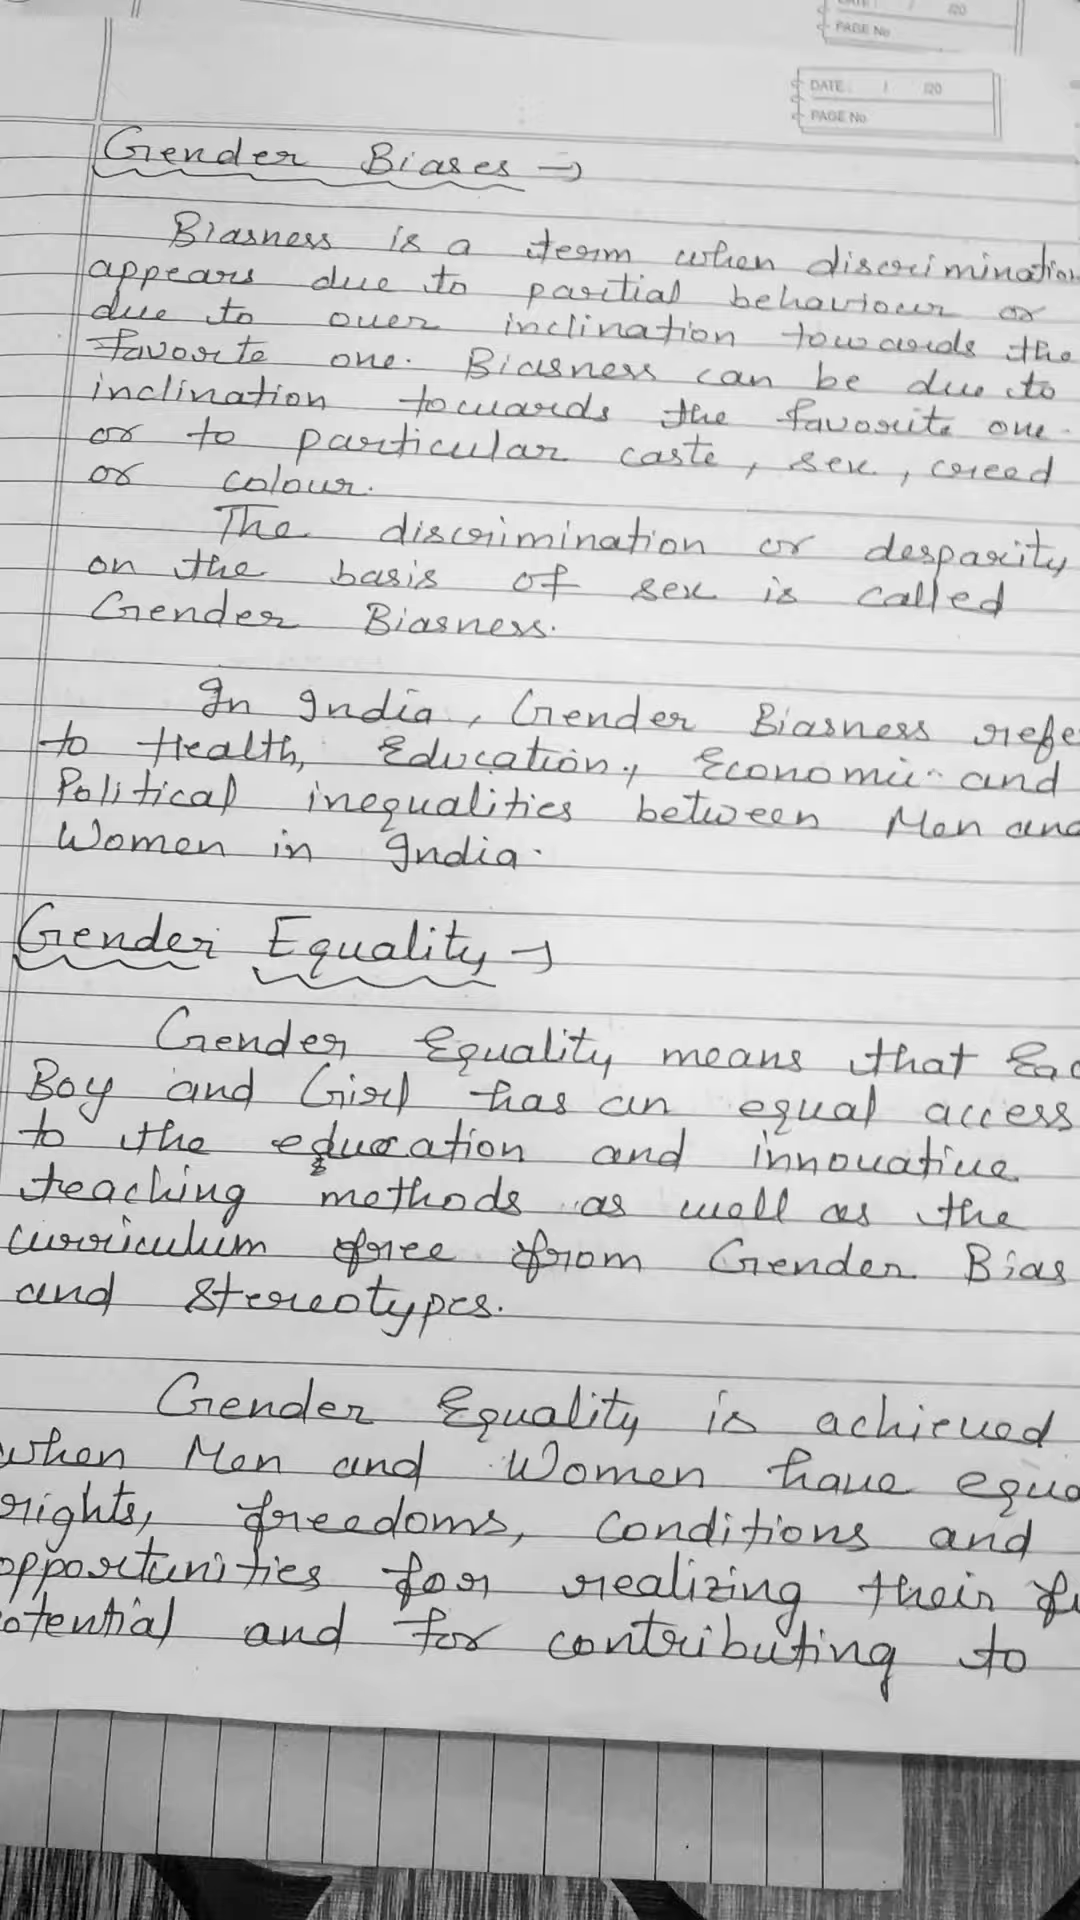 PAGE No
DATE / /20
PAGE No
Gender Biases →
Biasness is a term when discrimination
appears due to partial behaviour or
due to over inclination towards the
favorite one. Biasness can be due to
inclination towards the favorite one.
or to particular caste, sex, creed
or colour.
The discrimination or desparity
on the basis of sex is called
Gender Biasness.
In India, Gender Biasness refe
to Health, Education, Economic and
Political inequalities between Men and
Women in India.
Gender Equality →
Gender Equality means that Eac
Boy and Girl has an equal access
to the education and innovative
teaching methods as well as the
curriculum free from Gender Bias
and Stereotypes.
Gender Equality is achieved
when Men and Women have equa
rights, freedoms, conditions and
opportunities for realizing their fu
otential and for contributing to